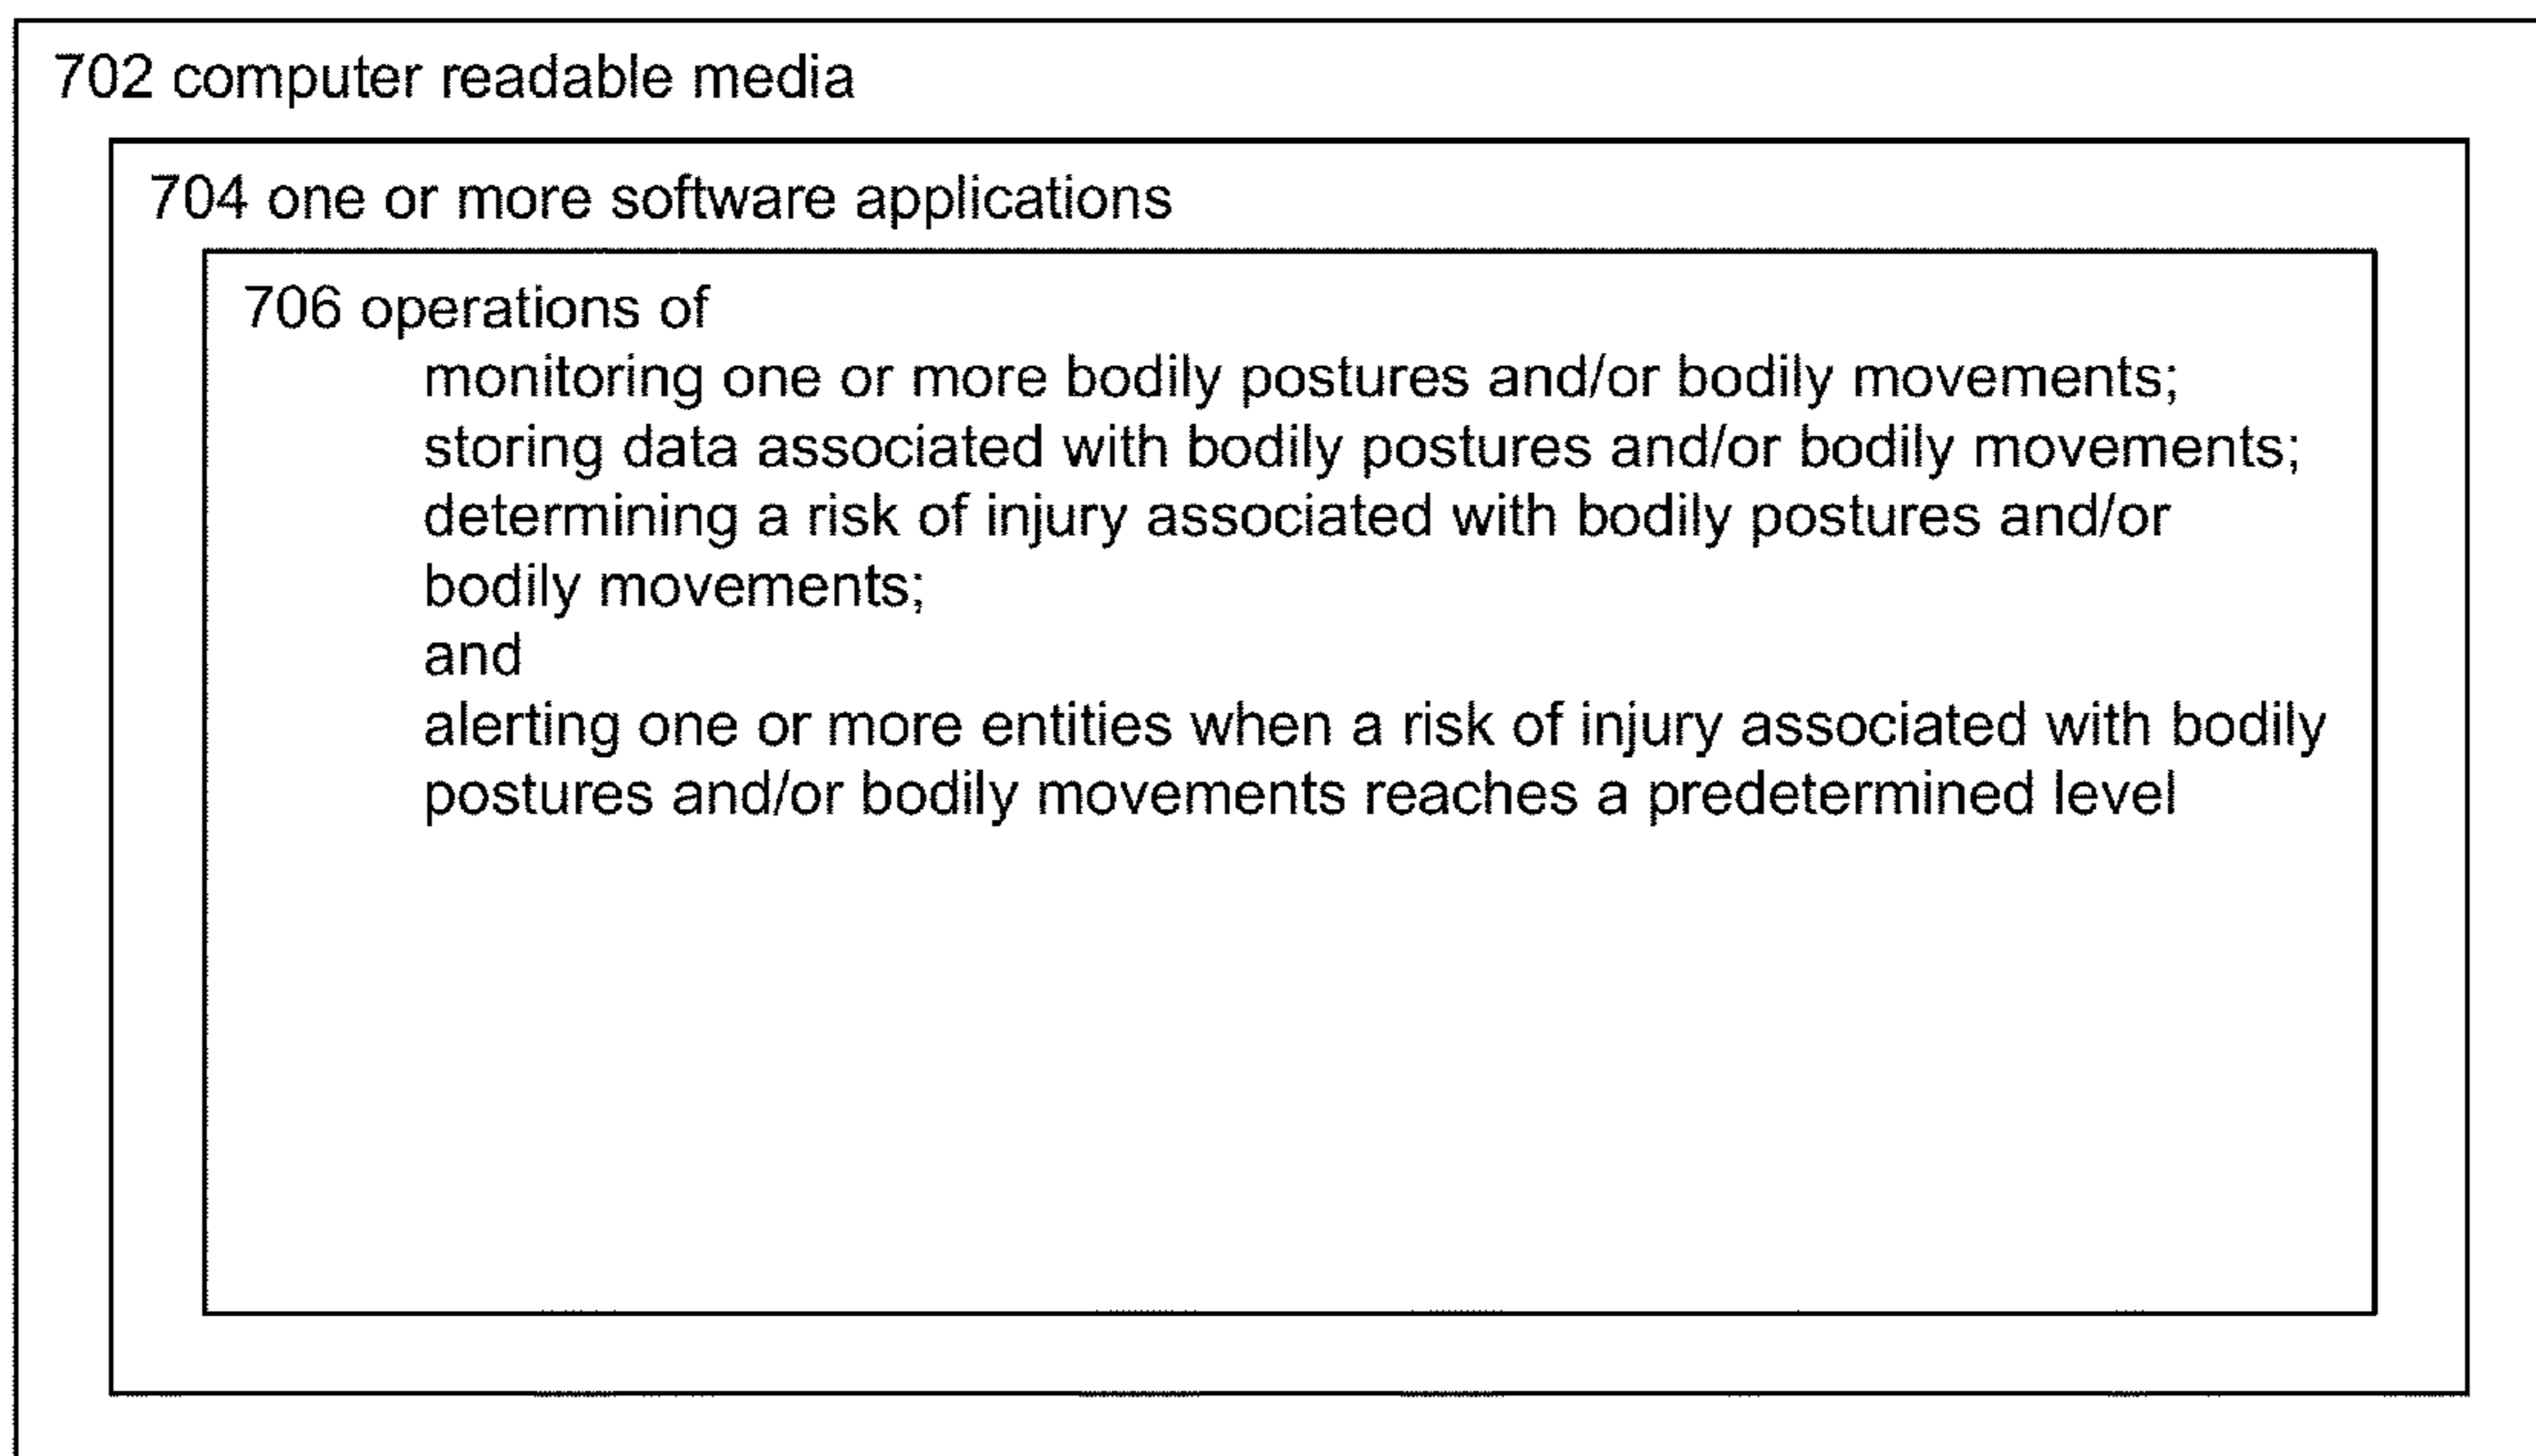 702 computer readable media
704 one or more software applications
706 operations of
monitoring one or more bodily postures and/or bodily movements;
storing data associated with bodily postures and/or bodily movements;
determining a risk of injury associated with bodily postures and/or
bodily movements;
and
alerting one or more entities when a risk of injury associated with bodily
postures and/or bodily movements reaches a predetermined level